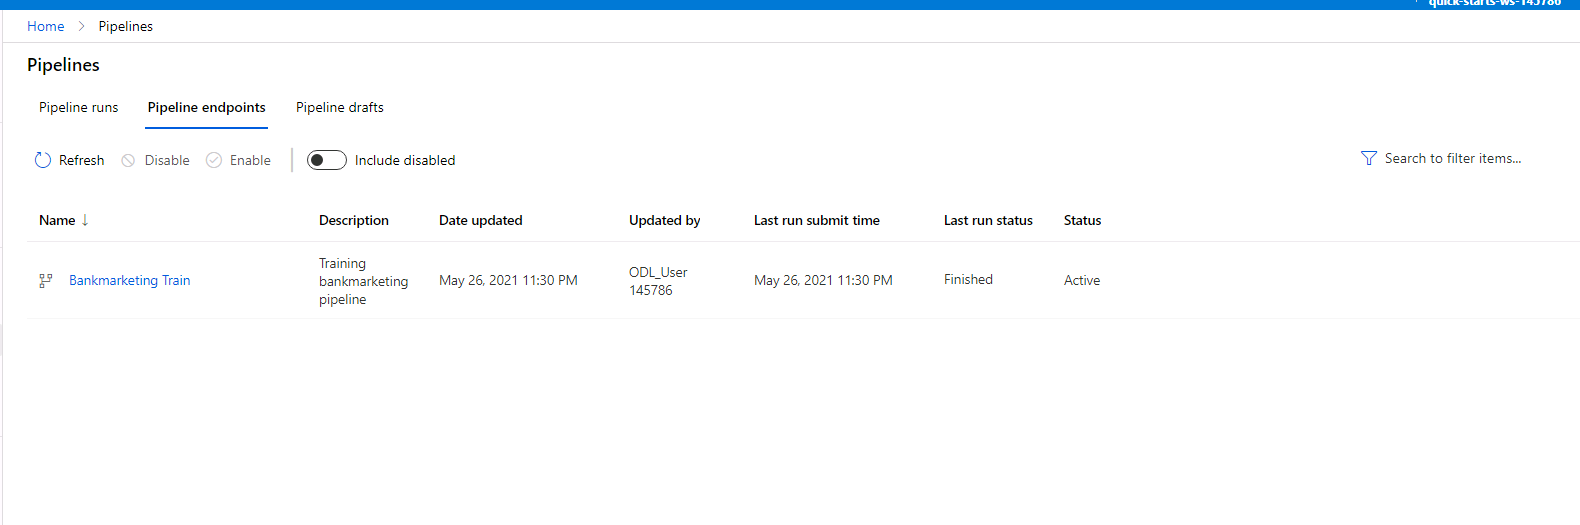 quick-starts-ws-145786
Home > Pipelines
Pipelines
Pipeline runs Pipeline endpoints Pipeline drafts
Refresh Disable Enable Include disabled Search to filter items...
Name ↓ Description Date updated Updated by Last run submit time Last run status Status
Bankmarketing Train
Training
bankmarketing
pipeline
May 26, 2021 11:30 PM
ODL_User
145786
May 26, 2021 11:30 PM
Finished
Active